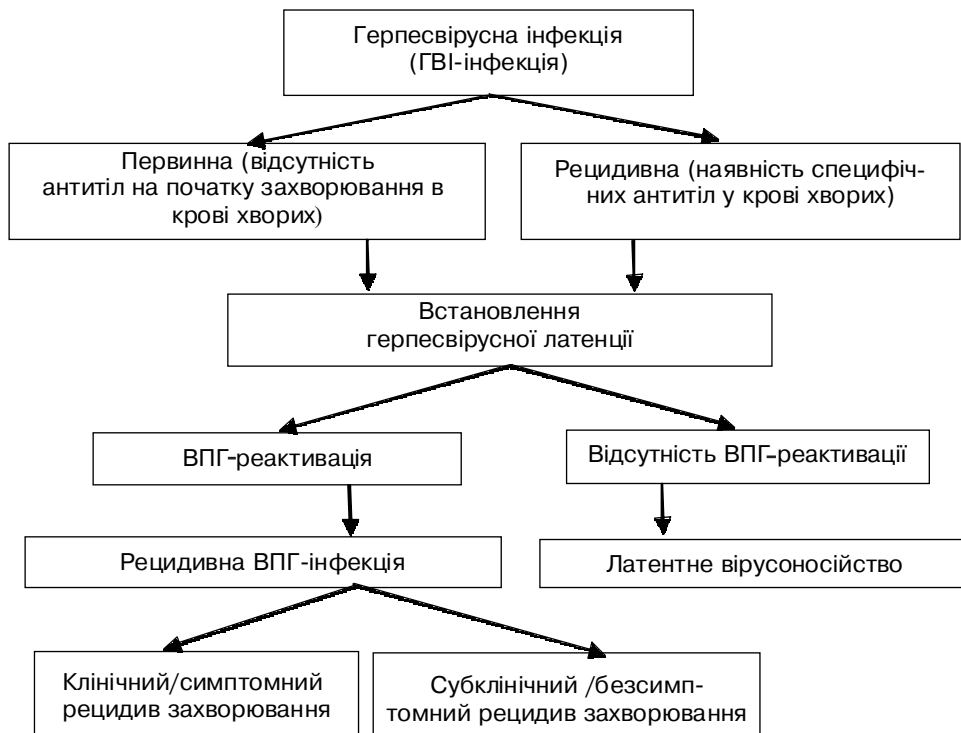 Герпесвірусна інфекція
(ГВІ-інфекція)
Первинна (відсутність
антитіл на початку захворювання в
крові хворих)
Рецидивна (наявність специфіч-
них антитіл у крові хворих)
Встановлення
герпесвірусної латенції
ВПГ-реактивація
Відсутність ВПГ-реактивації
Рецидивна ВПГ-інфекція
Латентне вірусоносійство
Клінічний/симптомний
рецидив захворювання
Субклінічний /безсимп-
томний рецидив захворювання